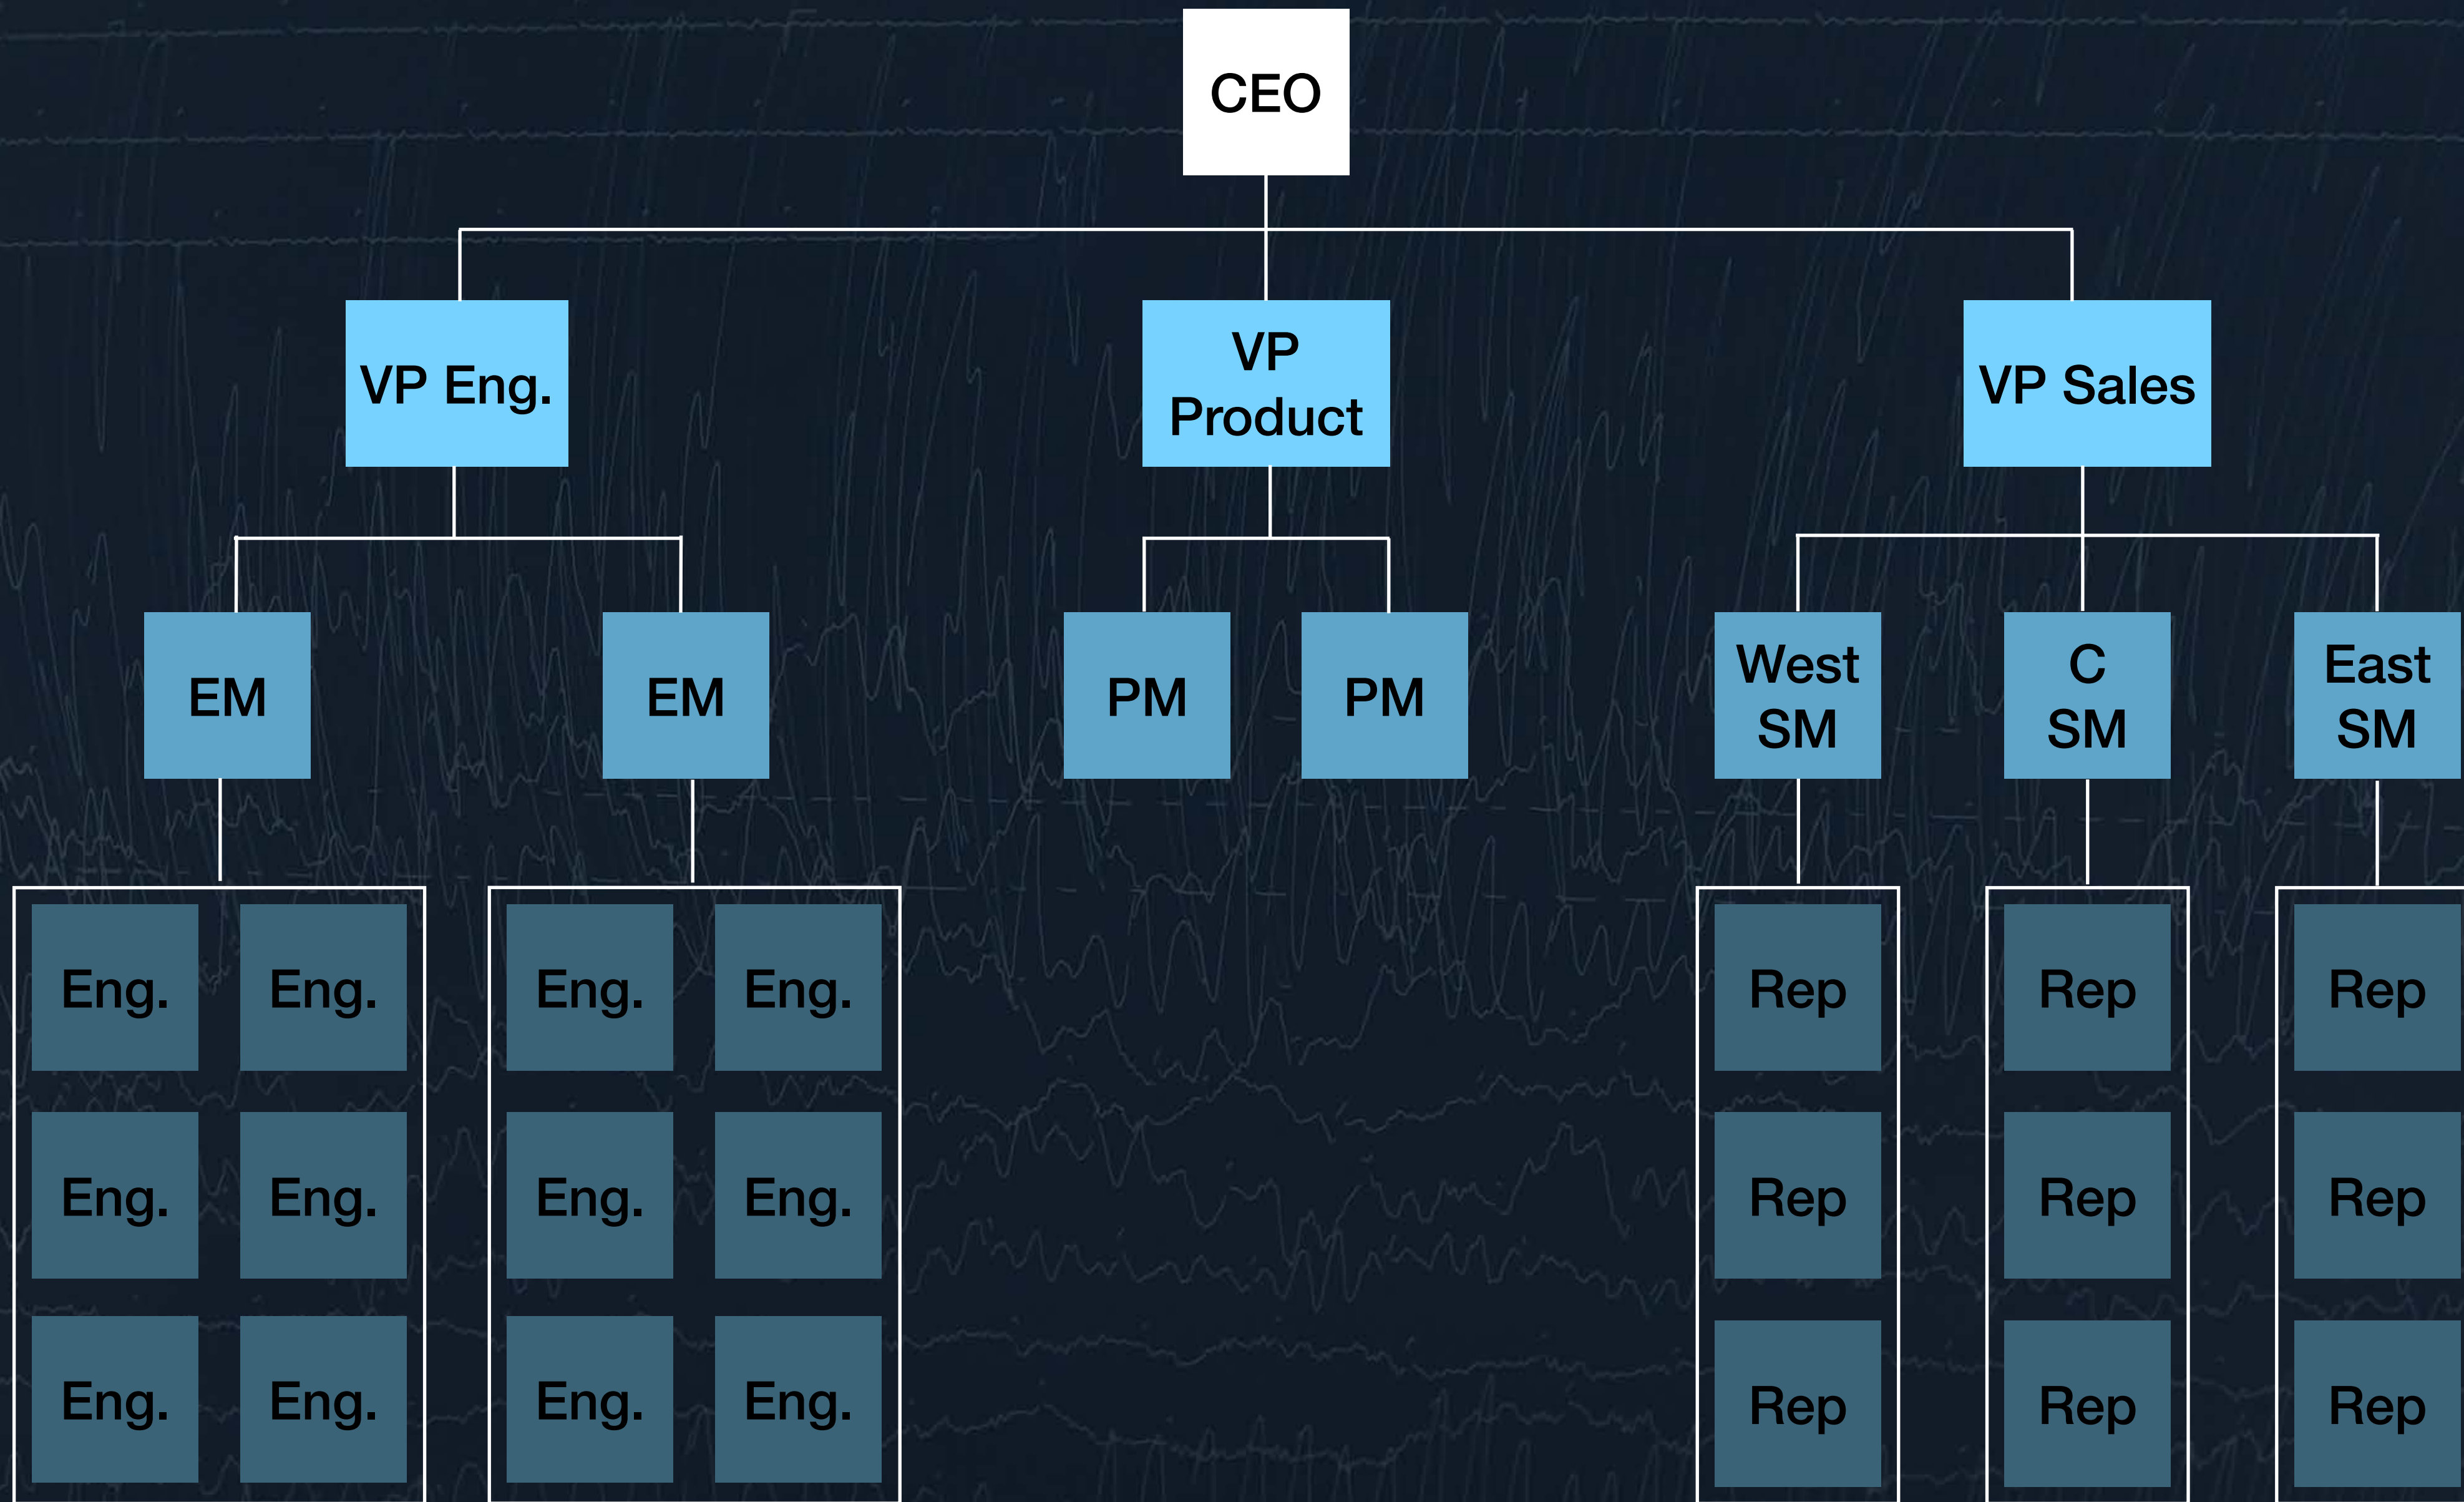 CEO
VP Eng.
VP
Product
VP Sales
EM
EM
PM
PM
West
SM
C
SM
East
SM
Eng.
Eng.
Eng.
Eng.
Rep
Rep
Rep
Eng.
Eng.
Eng.
Eng.
Rep
Rep
Rep
Eng.
Eng.
Eng.
Eng.
Rep
Rep
Rep